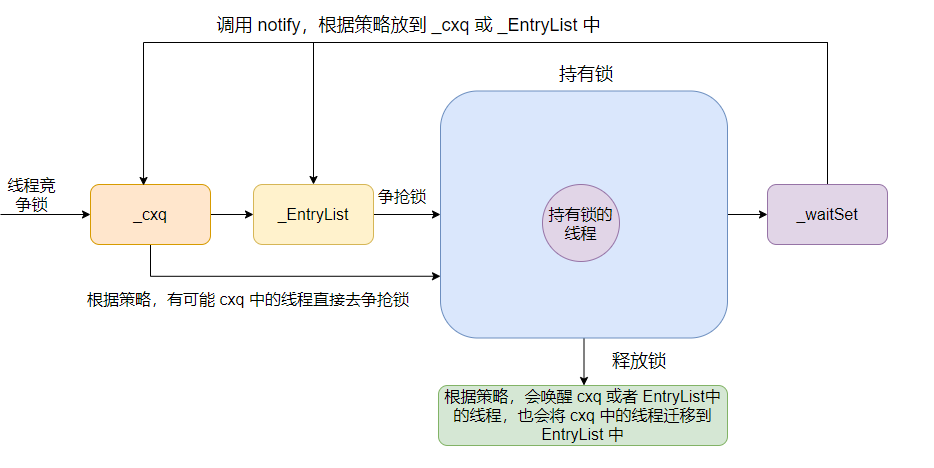 调用 notify，根据策略放到 _cxq 或 _EntryList 中
持有锁
线程竞
争锁
_cxq
_EntryList
争抢锁
持有锁的
线程
_waitSet
根据策略，有可能 cxq 中的线程直接去争抢锁
释放锁
根据策略，会唤醒 cxq 或者 EntryList中
的线程，也会将 cxq 中的线程迁移到
EntryList 中